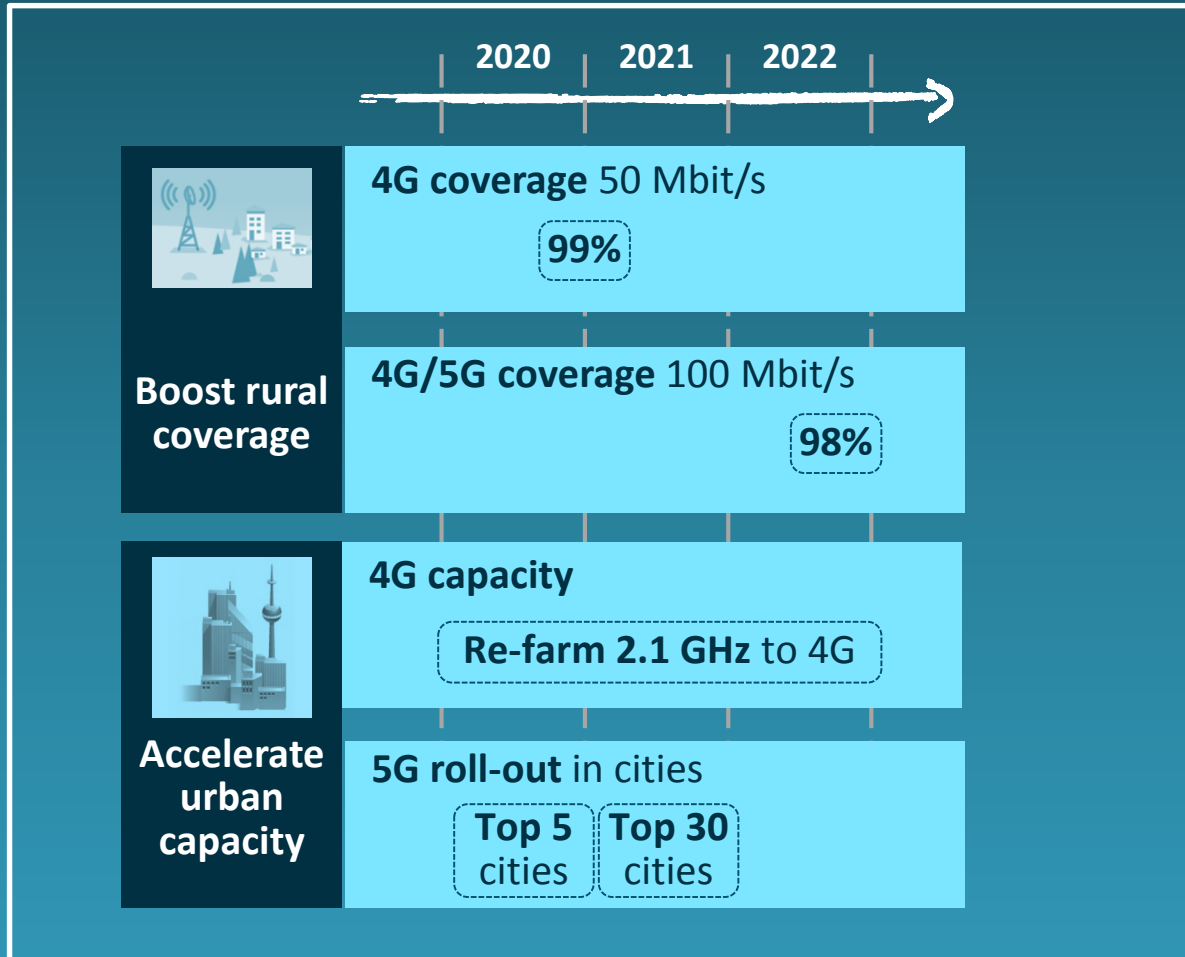 2020 2021 2022
4G coverage 50 Mbit/s
99%
Boost rural
coverage
4G/5G coverage 100 Mbit/s
98%
4G capacity
Re-farm 2.1 GHz to 4G
Accelerate
urban
capacity
5G roll-out in cities
Top 5
cities
Top 30
cities